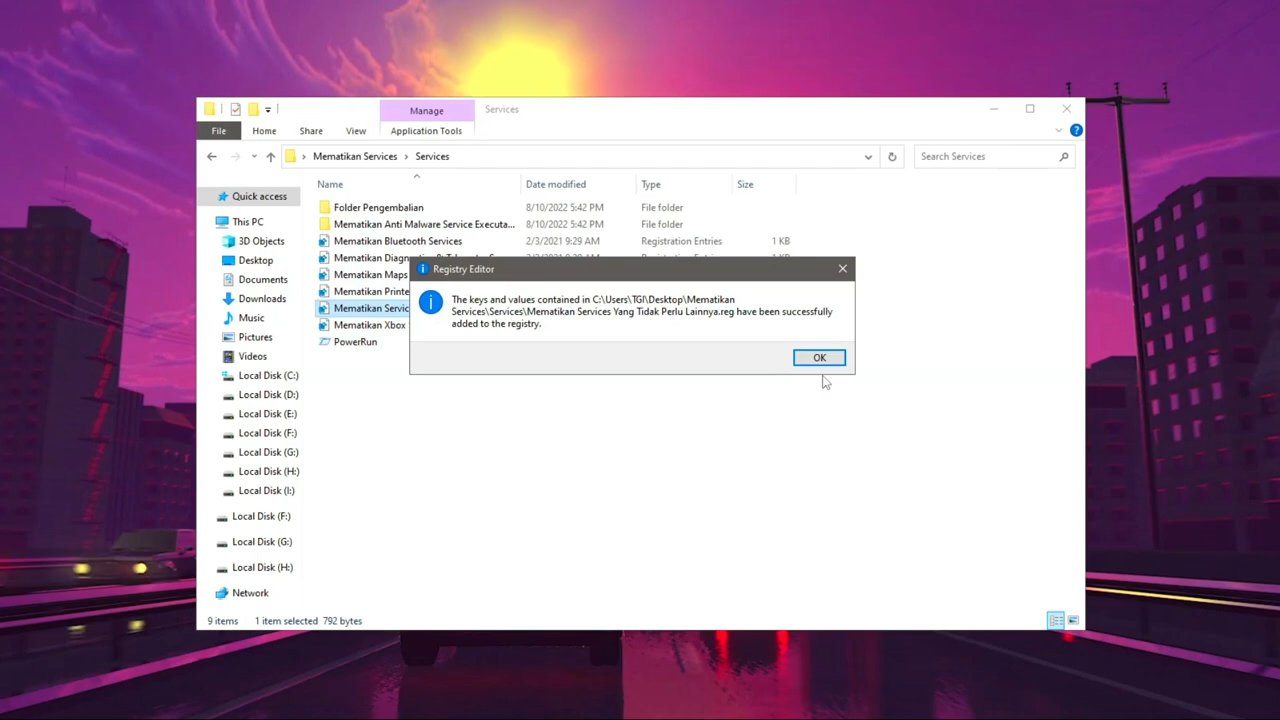 Manage
Services
File
Home
Share
View
Application Tools
Mematikan Services
Services
Search Services
Name
Date modified
Type
Size
Quick access
This PC
3D Objects
Desktop
Documents
Downloads
Music
Pictures
Videos
Local Disk (C:)
Local Disk (D:)
Local Disk (E:)
Local Disk (F:)
Local Disk (G:)
Local Disk (H:)
Local Disk (I:)
Local Disk (F:)
Local Disk (G:)
Local Disk (H:)
Network
Folder Pengembalian 8/10/2022 5:42 PM File folder
Mematikan Anti Malware Service Executa... 8/10/2022 5:42 PM File folder
Mematikan Bluetooth Services 2/3/2021 9:29 AM Registration Entries 1 KB
Mematikan
Mematikan Maps
Mematikan Printe
Mematikan Servic
Mematikan Xbox
PowerRun
Registry Editor
The keys and values contained in C:\Users\TGI\Desktop\Mematikan
Services\Services\Mematikan Services Yang Tidak Perlu Lainnya.reg have been successfully
added to the registry.
OK
9 items
1 item selected 792 bytes